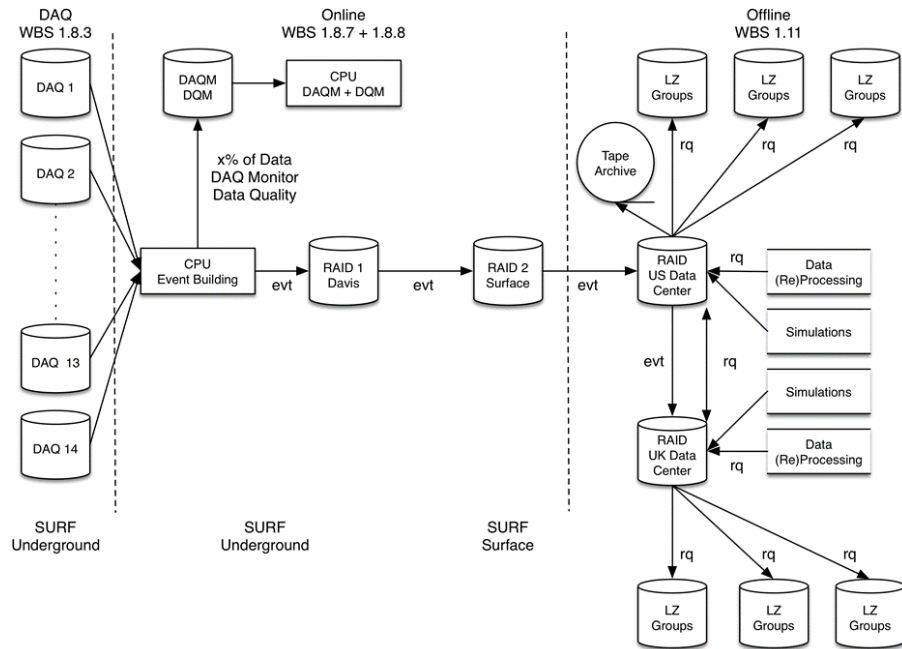 DAQ
WBS 1.8.3
Online
WBS 1.8.7 + 1.8.8
Offline
WBS 1.11
DAQ 1
DAQ 2
DAQ 13
DAQ 14
DAQM
DQM
CPU
DAQM + DQM
x% of Data
DAQ Monitor
Data Quality
CPU
Event Building
evt
RAID 1
Davis
evt
RAID 2
Surface
evt
LZ
Groups
LZ
Groups
LZ
Groups
rq
rq
rq
Tape
Archive
RAID
US Data
Center
rq
Data
(Re)Processing
Simulations
evt
rq
Simulations
RAID
UK Data
Center
rq
Data
(Re)Processing
SURF
Underground
SURF
Underground
SURF
Surface
rq
rq
rq
LZ
Groups
LZ
Groups
LZ
Groups